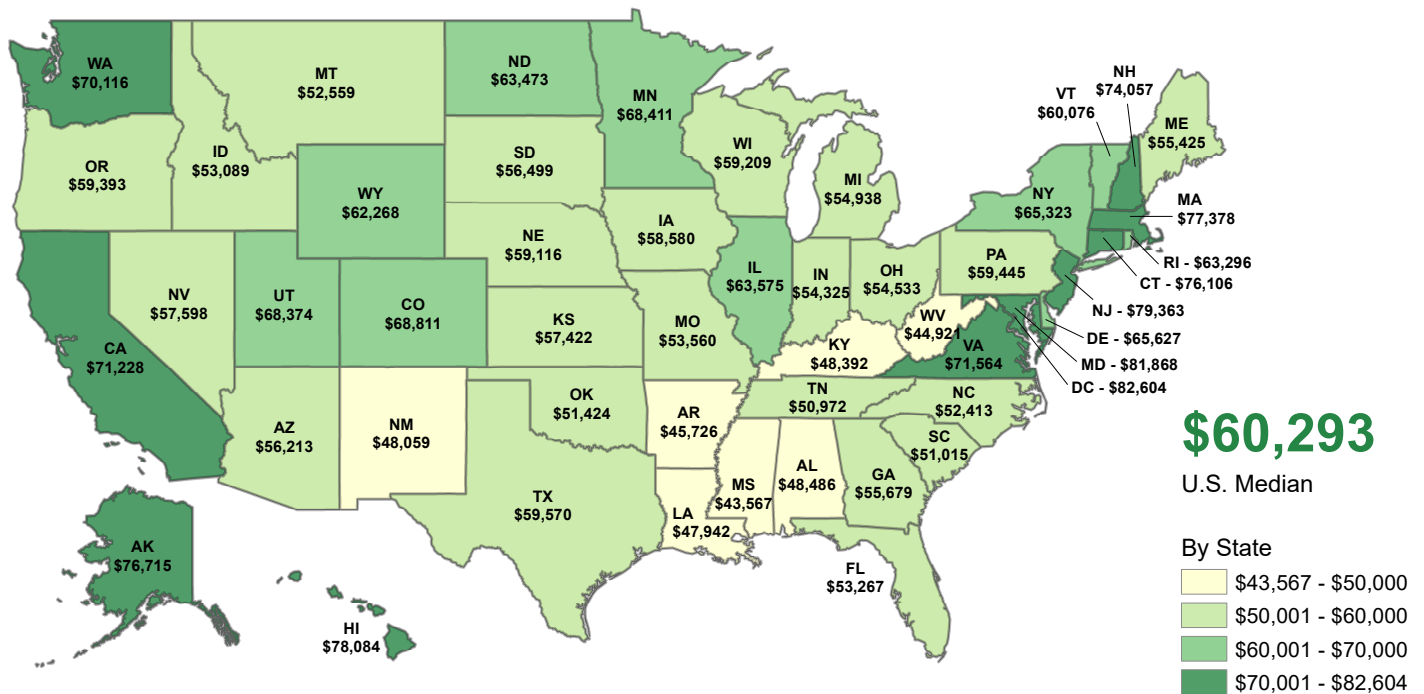 WA
$70,116
MT
$52,559
ND
$63,473
MN
$68,411
OR
$59,393
ID
$53,089
WY
$62,268
SD
$56,499
WI
$59,209
MI
$54,938
NH
$74,057
VT
$60,076
ME
$55,425
NY
$65,323
MA
$77,378
RI - $63,296
CT - $76,106
NJ - $79,363
DE - $65,627
MD - $81,868
DC - $82,604
CA
$71,228
NV
$57,598
UT
$68,374
CO
$68,811
NE
$59,116
IA
$58,580
IL
$63,575
IN
$54,325
OH
$54,533
PA
$59,445
WV
$44,921
VA
$71,564
KY
$48,392
KS
$57,422
MO
$53,560
AZ
$56,213
NM
$48,059
OK
$51,424
AR
$45,726
TN
$50,972
NC
$52,413
SC
$51,015
GA
$55,679
AL
$48,486
MS
$43,567
LA
$47,942
TX
$59,570
FL
$53,267
AK
$76,715
HI
$78,084
$60,293
U.S. Median
By State
$43,567 - $50,000
$50,001 - $60,000
$60,001 - $70,000
$70,001 - $82,604